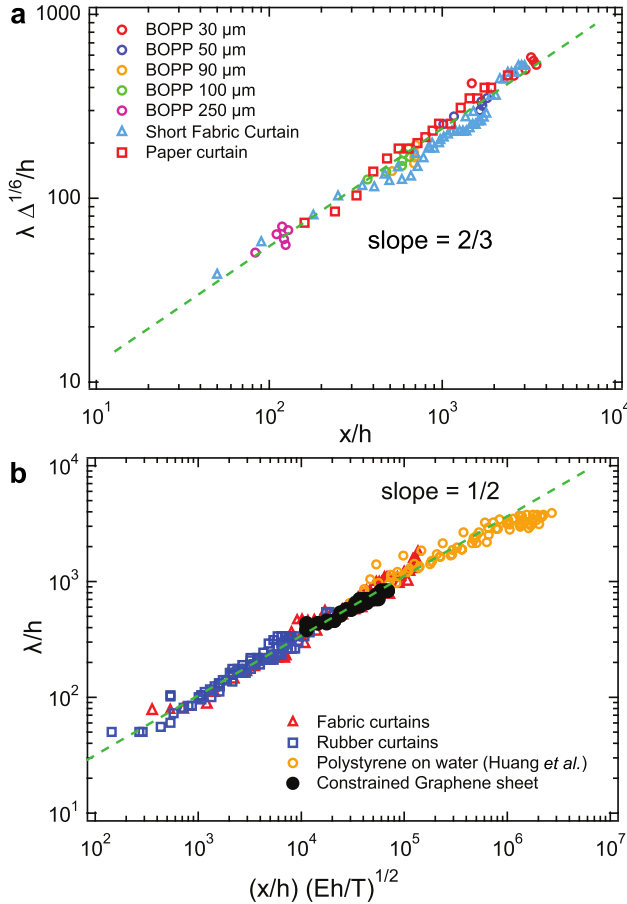 a
1000
100
10
λ Δ^{1/6}/h
BOPP 30 μm
BOPP 50 μm
BOPP 90 μm
BOPP 100 μm
BOPP 250 μm
Short Fabric Curtain
Paper curtain
slope = 2/3
10^1 10^2 10^3 10^4
x/h
b
10^4
10^3
10^2
10^1
λ/h
slope = 1/2
Fabric curtains
Rubber curtains
Polystyrene on water (Huang et al.)
Constrained Graphene sheet
10^2 10^3 10^4 10^5 10^6 10^7
(x/h) (Eh/T)^{1/2}